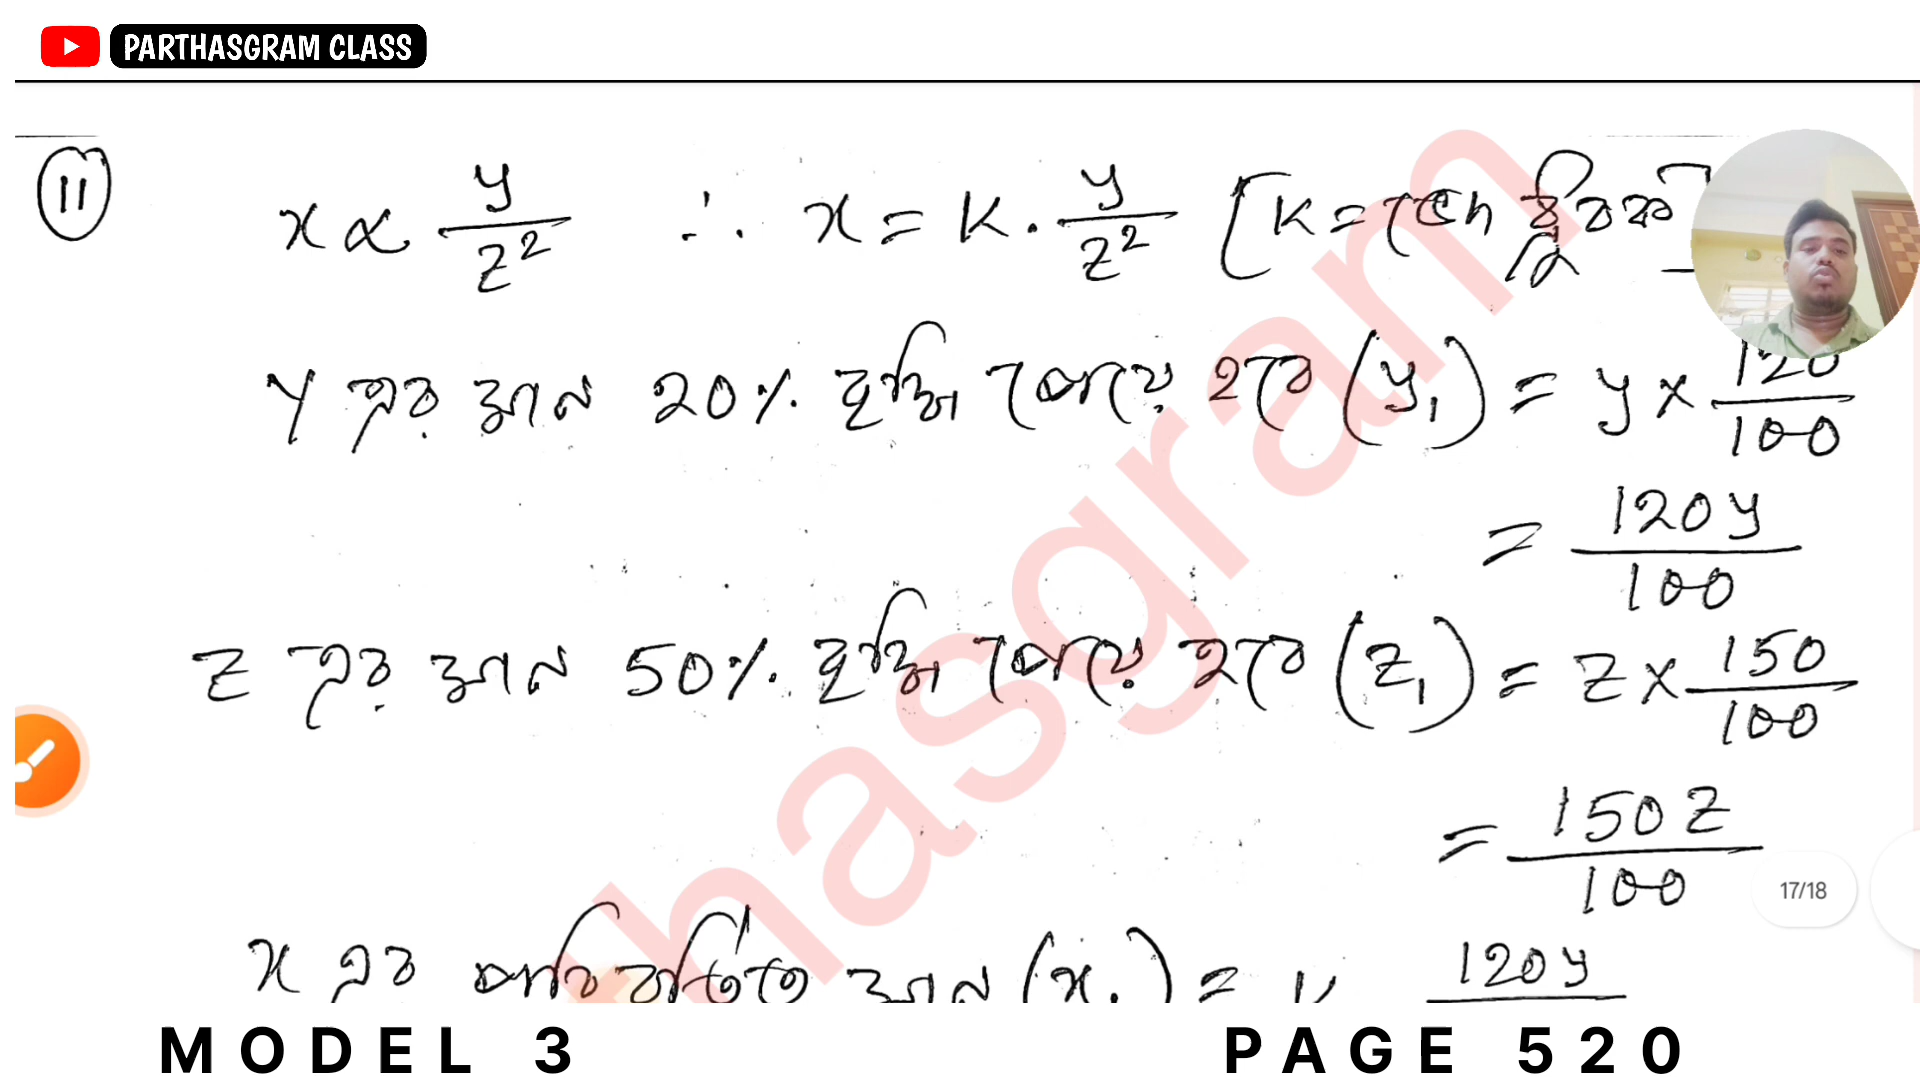 PARTHASGRAM CLASS
11
x ∝ y/z² ∴ x = K . y/z² [K = ভেদ ধ্রুবক]
y এর মান 20% বৃদ্ধি পেয়ে হবে (y₁) = y × 120/100
= 120y/100
z এর মান 50% বৃদ্ধি পেয়ে হবে (z₁) = z × 150/100
= 150z/100
17/18
x এর পরিবর্তিত মান (x₁) = 120y
hasgram
MODEL 3
PAGE 520